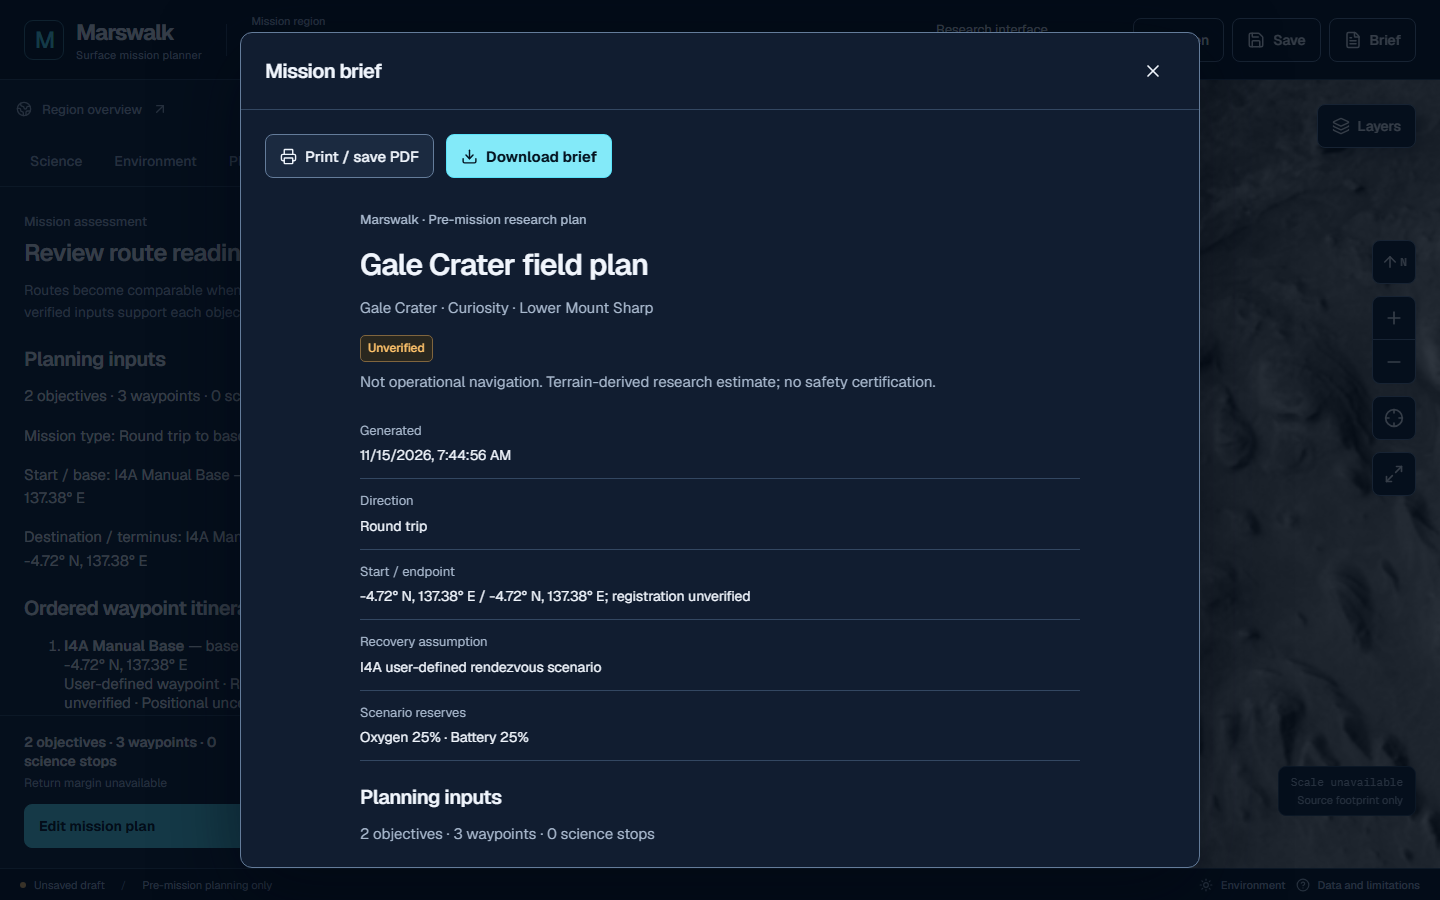 Marswalk
Surface mission planner
Mission region
Research interface
Save
Brief
Region overview
Science
Environment
Layers
Mission assessment
Review route readin
Routes become comparable when
verified inputs support each objec
Planning inputs
2 objectives · 3 waypoints · 0 sc
Mission type: Round trip to base
Start / base: I4A Manual Base –
137.38° E
Destination / terminus: I4A Man
-4.72° N, 137.38° E
Ordered waypoint itinera
1. I4A Manual Base — base
-4.72° N, 137.38° E
User-defined waypoint · R
unverified · Positional unc
2 objectives · 3 waypoints · 0
science stops
Return margin unavailable
Edit mission plan
Mission brief
Print / save PDF
Download brief
Marswalk · Pre-mission research plan
Gale Crater field plan
Gale Crater · Curiosity · Lower Mount Sharp
Unverified
Not operational navigation. Terrain-derived research estimate; no safety certification.
Generated
11/15/2026, 7:44:56 AM
Direction
Round trip
Start / endpoint
-4.72° N, 137.38° E / -4.72° N, 137.38° E; registration unverified
Recovery assumption
I4A user-defined rendezvous scenario
Scenario reserves
Oxygen 25% · Battery 25%
Planning inputs
2 objectives · 3 waypoints · 0 science stops
N
Scale unavailable
Source footprint only
Unsaved draft / Pre-mission planning only
Environment
Data and limitations